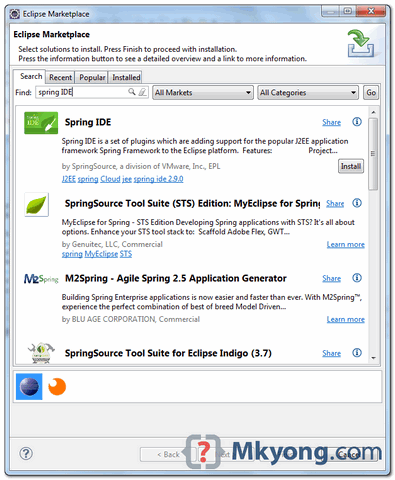 Eclipse Marketplace
Eclipse Marketplace
Select solutions to install. Press Finish to proceed with installation.
Press the information button to see a detailed overview and a link to more information.
Search Recent Popular Installed
Find: spring IDE All Markets All Categories Go
Spring IDE Share
Spring IDE is a set of plugins which are adding support for the popular J2EE application
framework Spring Framework to the Eclipse platform. Features: Project...
by SpringSource, a division of VMware, Inc., EPL Install
J2EE spring Cloud jee spring ide 2.9.0
SpringSource Tool Suite (STS) Edition: MyEclipse for Spring Share
MyEclipse for Spring - STS Edition Developing Spring applications with STS? It's all about
options. Enhance your STS tool stack to: Scaffold Adobe Flex, GWT...
by Genuitec, LLC, Commercial Learn more
spring MyEclipse STS
M2Spring M2Spring - Agile Spring 2.5 Application Generator Share
Building Spring Enterprise applications is now easier and faster than ever. With M2Spring™,
experience the perfect combination of best of breed Model Driven...
by BLU AGE CORPORATION, Commercial Learn more
SpringSource Tool Suite for Eclipse Indigo (3.7) Share
< Back
Mkyong.com